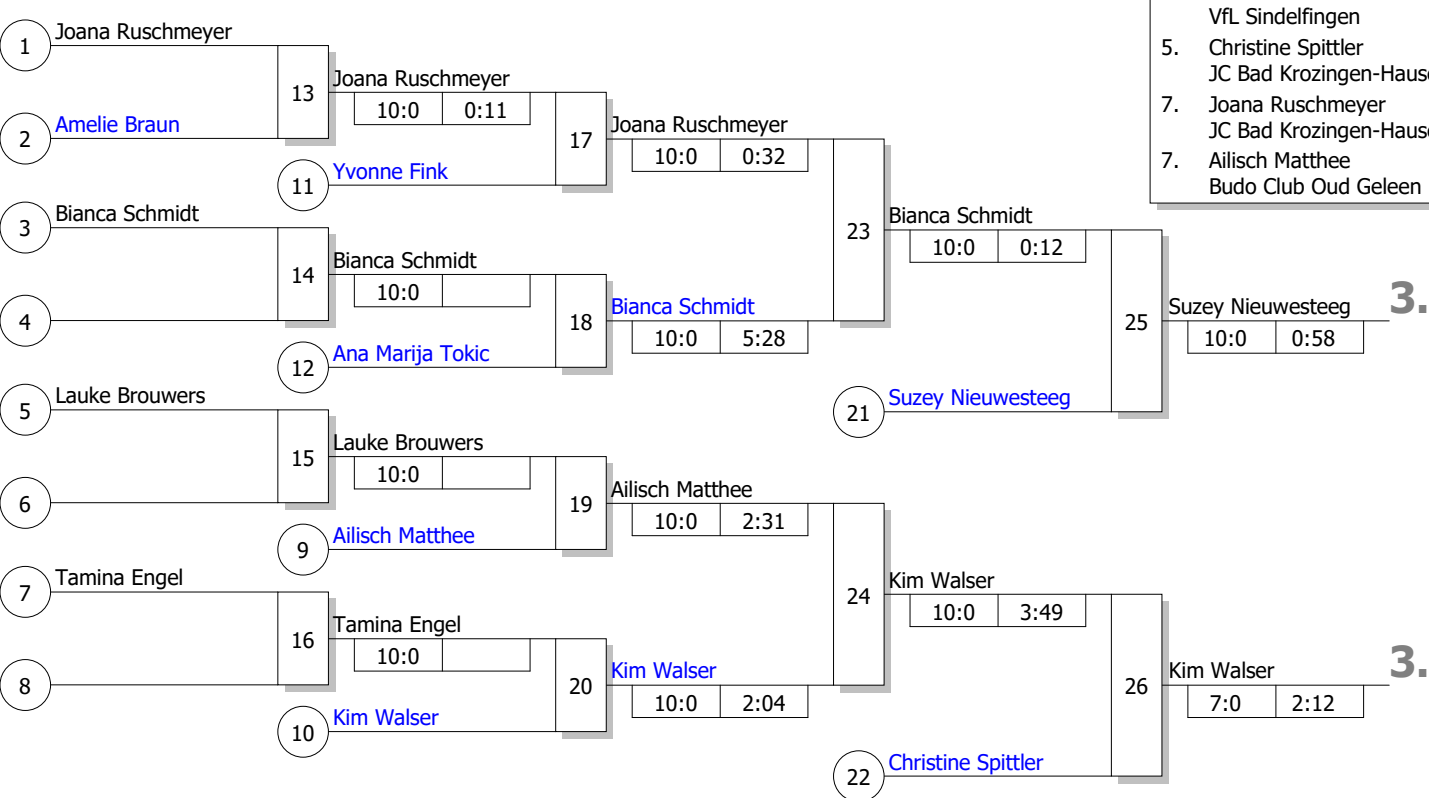 VfL Sindelfingen
5. Christine Spittler
JC Bad Krozingen-Hause
7. Joana Ruschmeyer
JC Bad Krozingen-Hause
7. Ailisch Matthee
Budo Club Oud Geleen
1 Joana Ruschmeyer
2 Amelie Braun
13 Joana Ruschmeyer
10:0 0:11
11 Yvonne Fink
17 Joana Ruschmeyer
10:0 0:32
3 Bianca Schmidt
4
14 Bianca Schmidt
10:0
12 Ana Marija Tokic
18 Bianca Schmidt
10:0 5:28
23 Bianca Schmidt
10:0 0:12
21 Suzey Nieuwesteeg
25 Suzey Nieuwesteeg 3.
10:0 0:58
5 Lauke Brouwers
6
15 Lauke Brouwers
10:0
9 Ailisch Matthee
19 Ailisch Matthee
10:0 2:31
7 Tamina Engel
8
16 Tamina Engel
10:0
10 Kim Walser
20 Kim Walser
10:0 2:04
24 Kim Walser
10:0 3:49
22 Christine Spittler
26 Kim Walser 3.
7:0 2:12